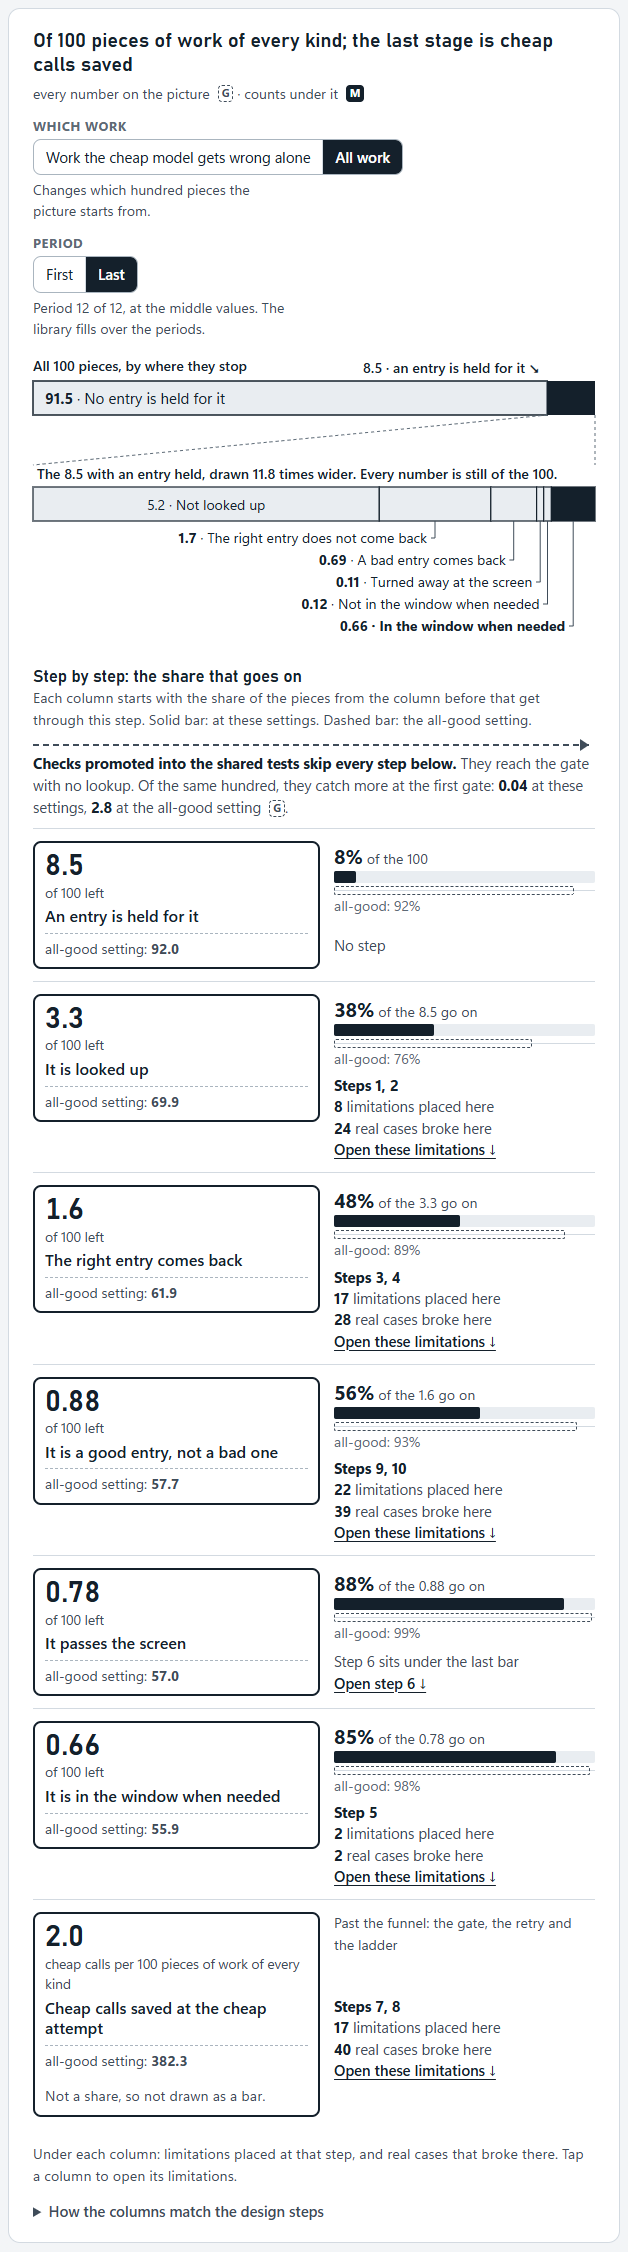 Of 100 pieces of work of every kind; the last stage is cheap
calls saved
every number on the picture G · counts under it M
WHICH WORK
Work the cheap model gets wrong alone All work
Changes which hundred pieces the
picture starts from.
PERIOD
First Last
Period 12 of 12, at the middle values. The
library fills over the periods.
All 100 pieces, by where they stop 8.5 · an entry is held for it ↘
91.5 · No entry is held for it
The 8.5 with an entry held, drawn 11.8 times wider. Every number is still of the 100.
5.2 · Not looked up
1.7 · The right entry does not come back
0.69 · A bad entry comes back
0.11 · Turned away at the screen
0.12 · Not in the window when needed
0.66 · In the window when needed
Step by step: the share that goes on
Each column starts with the share of the pieces from the column before that get
through this step. Solid bar: at these settings. Dashed bar: the all-good setting.
Checks promoted into the shared tests skip every step below. They reach the gate
with no lookup. Of the same hundred, they catch more at the first gate: 0.04 at these
settings, 2.8 at the all-good setting G.
8.5
of 100 left
An entry is held for it
all-good setting: 92.0
8% of the 100
all-good: 92%
No step
3.3
of 100 left
It is looked up
all-good setting: 69.9
38% of the 8.5 go on
all-good: 76%
Steps 1, 2
8 limitations placed here
24 real cases broke here
Open these limitations ↓
1.6
of 100 left
The right entry comes back
all-good setting: 61.9
48% of the 3.3 go on
all-good: 89%
Steps 3, 4
17 limitations placed here
28 real cases broke here
Open these limitations ↓
0.88
of 100 left
It is a good entry, not a bad one
all-good setting: 57.7
56% of the 1.6 go on
all-good: 93%
Steps 9, 10
22 limitations placed here
39 real cases broke here
Open these limitations ↓
0.78
of 100 left
It passes the screen
all-good setting: 57.0
88% of the 0.88 go on
all-good: 99%
Step 6 sits under the last bar
Open step 6 ↓
0.66
of 100 left
It is in the window when needed
all-good setting: 55.9
85% of the 0.78 go on
all-good: 98%
Step 5
2 limitations placed here
2 real cases broke here
Open these limitations ↓
2.0
cheap calls per 100 pieces of work of every
kind
Cheap calls saved at the cheap
attempt
all-good setting: 382.3
Not a share, so not drawn as a bar.
Past the funnel: the gate, the retry and
the ladder
Steps 7, 8
17 limitations placed here
40 real cases broke here
Open these limitations ↓
Under each column: limitations placed at that step, and real cases that broke there. Tap
a column to open its limitations.
▶ How the columns match the design steps